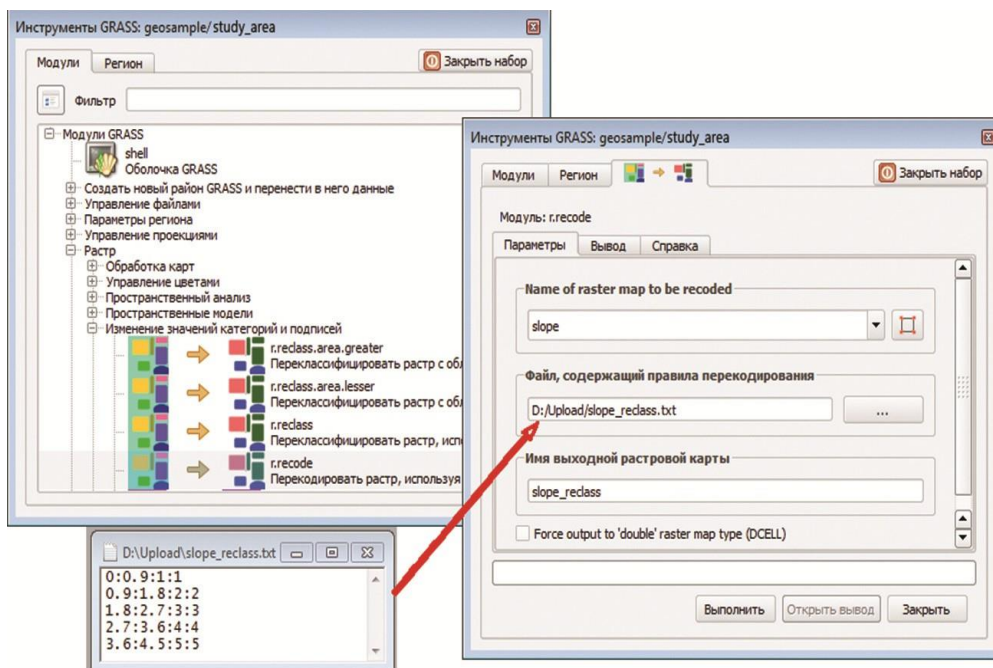 Инструменты GRASS: geosample/study_area
Модули
Регион
Закрыть набор
Фильтр
Модули GRASS
shell
Оболочка GRASS
Создать новый район GRASS и перенести в него данные
Управление файлами
Параметры региона
Управление проекциями
Растр
Обработка карт
Управление цветами
Пространственный анализ
Пространственные модели
Изменение значений категорий и подписей
r.reclass.area.greater
Переклассифицировать растр с обл
r.reclass.area.lesser
Переклассифицировать растр с обл
r.reclass
Переклассифицировать растр, испо
r.recode
Перекодировать растр, используя
D:\Upload\slope_reclass.txt
0:0.9:1:1
0.9:1.8:2:2
1.8:2.7:3:3
2.7:3.6:4:4
3.6:4.5:5:5
Инструменты GRASS: geosample/study_area
Модули
Регион
Закрыть набор
Модуль: r.recode
Параметры
Вывод
Справка
Name of raster map to be recoded
slope
Файл, содержащий правила перекодирования
D:/Upload/slope_reclass.txt
...
Имя выходной растровой карты
slope_reclass
Force output to 'double' raster map type (DCELL)
Выполнить
Открыть вывод
Закрыть